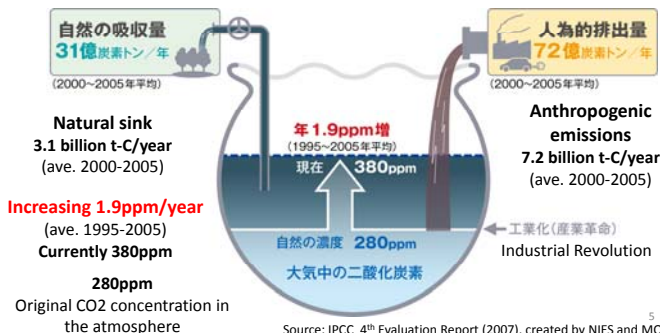 自然の吸収量
31億炭素トン／年
(2000～2005年平均)
Natural sink
3.1 billion t-C/year
(ave. 2000-2005)
Increasing 1.9ppm/year
(ave. 1995-2005)
Currently 380ppm
280ppm
Original CO2 concentration in
the atmosphere
年1.9ppm増
(1995～2005年平均)
現在 380ppm
自然の濃度 280ppm
大気中の二酸化炭素
人為的排出量
72億炭素トン／年
(2000～2005年平均)
Anthropogenic
emissions
7.2 billion t-C/year
(ave. 2000-2005)
工業化(産業革命)
Industrial Revolution
5
Source: IPCC 4th Evaluation Report (2007), created by NIES and MO